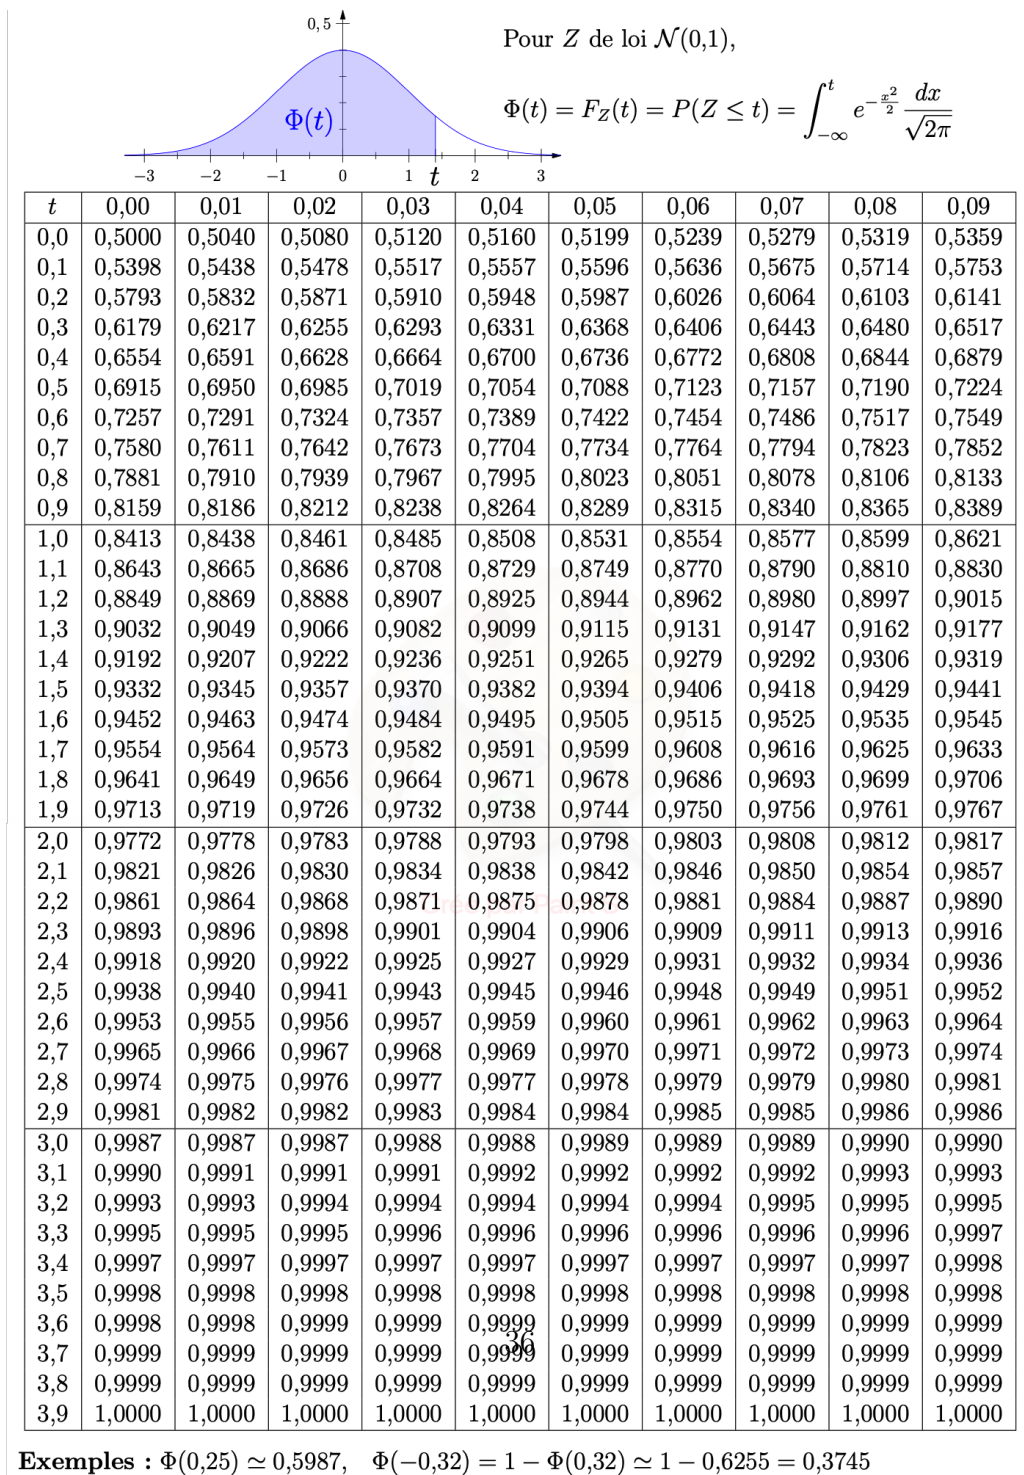 0,5
Pour Z de loi 𝒩(0,1),
Φ(t)
Φ(t) = F_Z(t) = P(Z ≤ t) = ∫_{−∞}^{t} e^{−x²/2} dx/√2π
−3 −2 −1 0 1 t 2 3
t 0,00 0,01 0,02 0,03 0,04 0,05 0,06 0,07 0,08 0,09
0,0 0,5000 0,5040 0,5080 0,5120 0,5160 0,5199 0,5239 0,5279 0,5319 0,5359
0,1 0,5398 0,5438 0,5478 0,5517 0,5557 0,5596 0,5636 0,5675 0,5714 0,5753
0,2 0,5793 0,5832 0,5871 0,5910 0,5948 0,5987 0,6026 0,6064 0,6103 0,6141
0,3 0,6179 0,6217 0,6255 0,6293 0,6331 0,6368 0,6406 0,6443 0,6480 0,6517
0,4 0,6554 0,6591 0,6628 0,6664 0,6700 0,6736 0,6772 0,6808 0,6844 0,6879
0,5 0,6915 0,6950 0,6985 0,7019 0,7054 0,7088 0,7123 0,7157 0,7190 0,7224
0,6 0,7257 0,7291 0,7324 0,7357 0,7389 0,7422 0,7454 0,7486 0,7517 0,7549
0,7 0,7580 0,7611 0,7642 0,7673 0,7704 0,7734 0,7764 0,7794 0,7823 0,7852
0,8 0,7881 0,7910 0,7939 0,7967 0,7995 0,8023 0,8051 0,8078 0,8106 0,8133
0,9 0,8159 0,8186 0,8212 0,8238 0,8264 0,8289 0,8315 0,8340 0,8365 0,8389
1,0 0,8413 0,8438 0,8461 0,8485 0,8508 0,8531 0,8554 0,8577 0,8599 0,8621
1,1 0,8643 0,8665 0,8686 0,8708 0,8729 0,8749 0,8770 0,8790 0,8810 0,8830
1,2 0,8849 0,8869 0,8888 0,8907 0,8925 0,8944 0,8962 0,8980 0,8997 0,9015
1,3 0,9032 0,9049 0,9066 0,9082 0,9099 0,9115 0,9131 0,9147 0,9162 0,9177
1,4 0,9192 0,9207 0,9222 0,9236 0,9251 0,9265 0,9279 0,9292 0,9306 0,9319
1,5 0,9332 0,9345 0,9357 0,9370 0,9382 0,9394 0,9406 0,9418 0,9429 0,9441
1,6 0,9452 0,9463 0,9474 0,9484 0,9495 0,9505 0,9515 0,9525 0,9535 0,9545
1,7 0,9554 0,9564 0,9573 0,9582 0,9591 0,9599 0,9608 0,9616 0,9625 0,9633
1,8 0,9641 0,9649 0,9656 0,9664 0,9671 0,9678 0,9686 0,9693 0,9699 0,9706
1,9 0,9713 0,9719 0,9726 0,9732 0,9738 0,9744 0,9750 0,9756 0,9761 0,9767
2,0 0,9772 0,9778 0,9783 0,9788 0,9793 0,9798 0,9803 0,9808 0,9812 0,9817
2,1 0,9821 0,9826 0,9830 0,9834 0,9838 0,9842 0,9846 0,9850 0,9854 0,9857
2,2 0,9861 0,9864 0,9868 0,9871 0,9875 0,9878 0,9881 0,9884 0,9887 0,9890
2,3 0,9893 0,9896 0,9898 0,9901 0,9904 0,9906 0,9909 0,9911 0,9913 0,9916
2,4 0,9918 0,9920 0,9922 0,9925 0,9927 0,9929 0,9931 0,9932 0,9934 0,9936
2,5 0,9938 0,9940 0,9941 0,9943 0,9945 0,9946 0,9948 0,9949 0,9951 0,9952
2,6 0,9953 0,9955 0,9956 0,9957 0,9959 0,9960 0,9961 0,9962 0,9963 0,9964
2,7 0,9965 0,9966 0,9967 0,9968 0,9969 0,9970 0,9971 0,9972 0,9973 0,9974
2,8 0,9974 0,9975 0,9976 0,9977 0,9977 0,9978 0,9979 0,9979 0,9980 0,9981
2,9 0,9981 0,9982 0,9982 0,9983 0,9984 0,9984 0,9985 0,9985 0,9986 0,9986
3,0 0,9987 0,9987 0,9987 0,9988 0,9988 0,9989 0,9989 0,9989 0,9990 0,9990
3,1 0,9990 0,9991 0,9991 0,9991 0,9992 0,9992 0,9992 0,9992 0,9993 0,9993
3,2 0,9993 0,9993 0,9994 0,9994 0,9994 0,9994 0,9994 0,9995 0,9995 0,9995
3,3 0,9995 0,9995 0,9995 0,9996 0,9996 0,9996 0,9996 0,9996 0,9996 0,9997
3,4 0,9997 0,9997 0,9997 0,9997 0,9997 0,9997 0,9997 0,9997 0,9997 0,9998
3,5 0,9998 0,9998 0,9998 0,9998 0,9998 0,9998 0,9998 0,9998 0,9998 0,9998
3,6 0,9998 0,9998 0,9999 0,9999 0,9999 0,9999 0,9999 0,9999 0,9999 0,9999
36
3,7 0,9999 0,9999 0,9999 0,9999 0,9999 0,9999 0,9999 0,9999 0,9999 0,9999
3,8 0,9999 0,9999 0,9999 0,9999 0,9999 0,9999 0,9999 0,9999 0,9999 0,9999
3,9 1,0000 1,0000 1,0000 1,0000 1,0000 1,0000 1,0000 1,0000 1,0000 1,0000
Exemples : Φ(0,25) ≃ 0,5987, Φ(−0,32) = 1 − Φ(0,32) ≃ 1 − 0,6255 = 0,3745